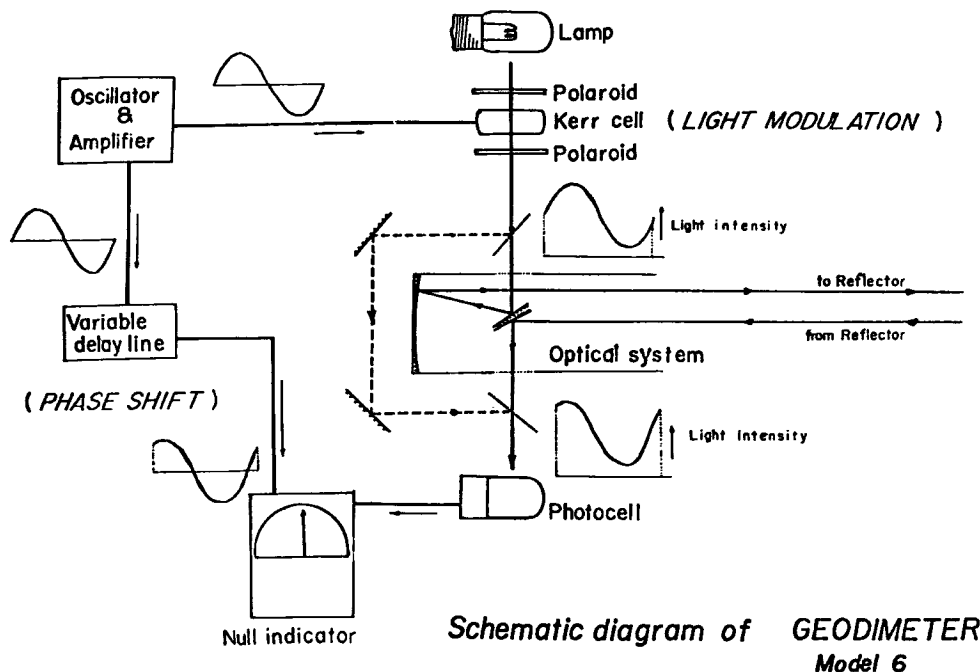 Lamp
Oscillator
&
Amplifier
Polaroid
Kerr cell ( LIGHT MODULATION )
Polaroid
Light intensity
to Reflector
from Reflector
Variable
delay line
Optical system
( PHASE SHIFT )
Light Intensity
Photocell
Null indicator
Schematic diagram of GEODIMETER
Model 6